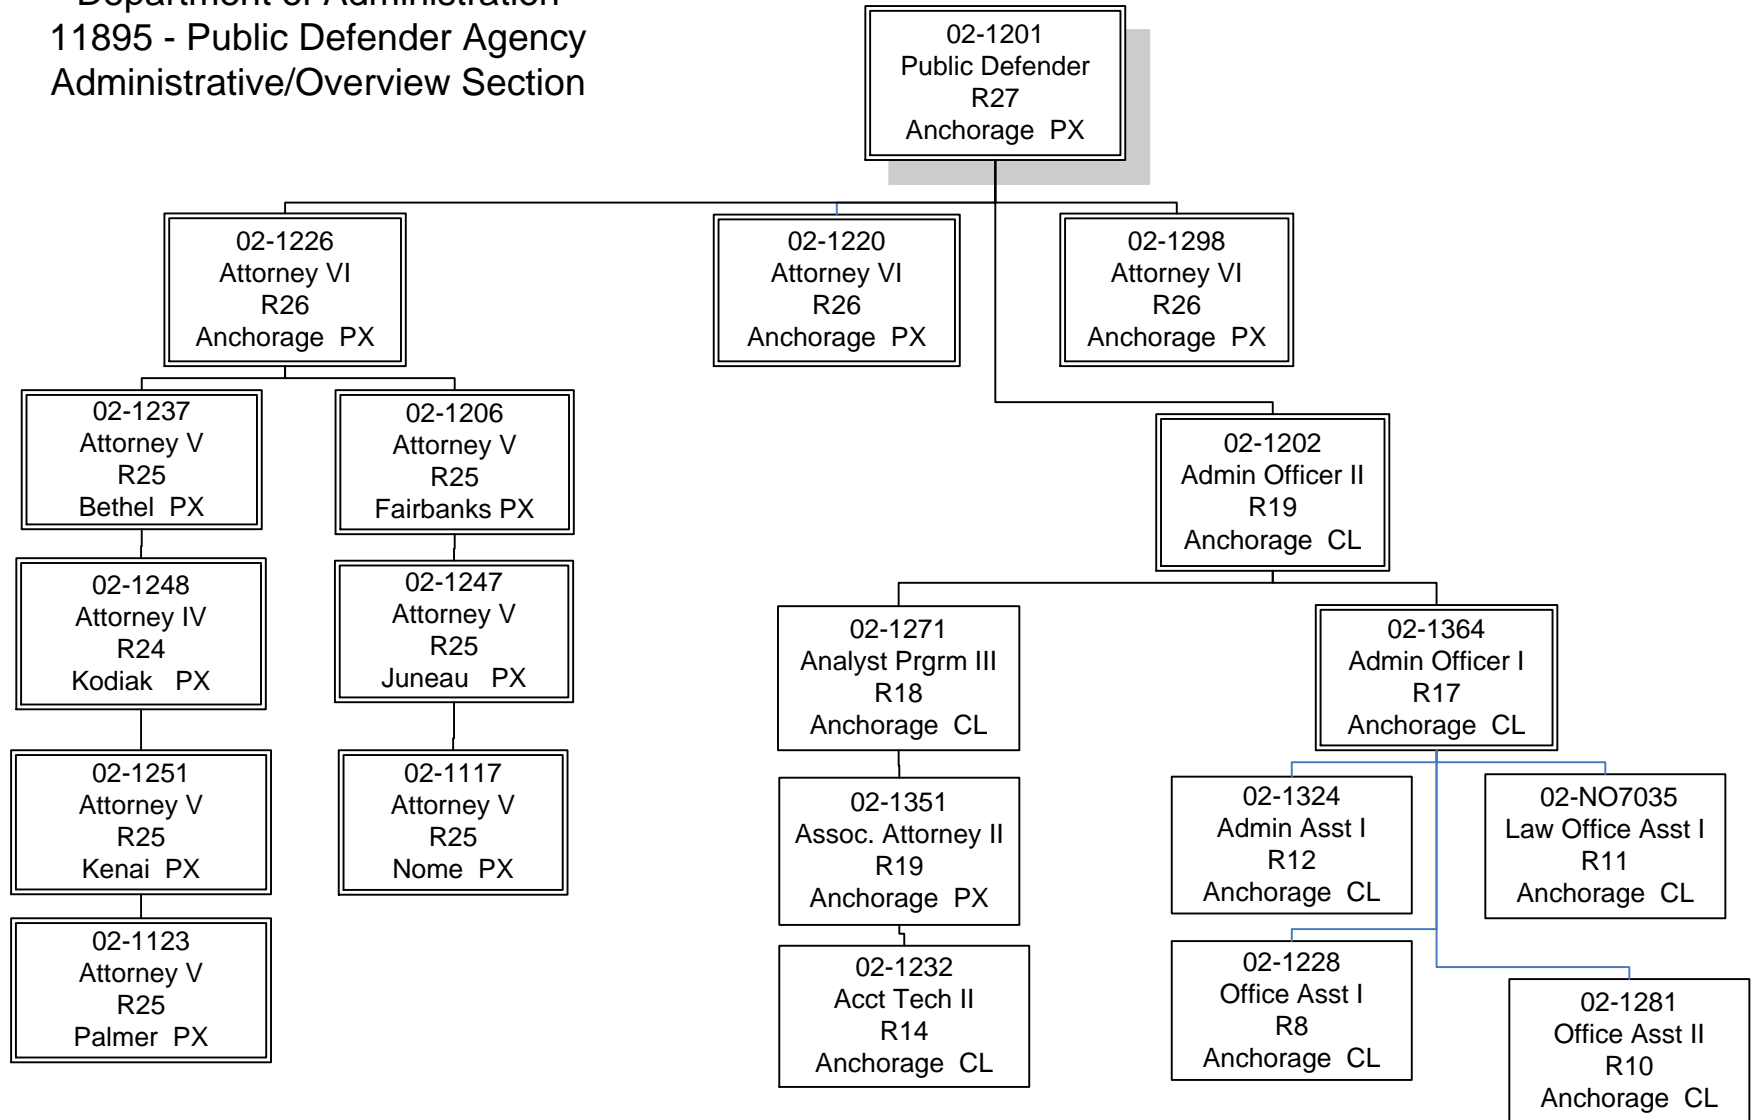 Department of Administration
11895 - Public Defender Agency
Administrative/Overview Section
02-1201
Public Defender
R27
Anchorage PX
02-1226
Attorney VI
R26
Anchorage PX
02-1220
Attorney VI
R26
Anchorage PX
02-1298
Attorney VI
R26
Anchorage PX
02-1237
Attorney V
R25
Bethel PX
02-1206
Attorney V
R25
Fairbanks PX
02-1202
Admin Officer II
R19
Anchorage CL
02-1248
Attorney IV
R24
Kodiak PX
02-1247
Attorney V
R25
Juneau PX
02-1271
Analyst Prgrm III
R18
Anchorage CL
02-1364
Admin Officer I
R17
Anchorage CL
02-1251
Attorney V
R25
Kenai PX
02-1117
Attorney V
R25
Nome PX
02-1351
Assoc. Attorney II
R19
Anchorage PX
02-1324
Admin Asst I
R12
Anchorage CL
02-NO7035
Law Office Asst I
R11
Anchorage CL
02-1123
Attorney V
R25
Palmer PX
02-1232
Acct Tech II
R14
Anchorage CL
02-1228
Office Asst I
R8
Anchorage CL
02-1281
Office Asst II
R10
Anchorage CL